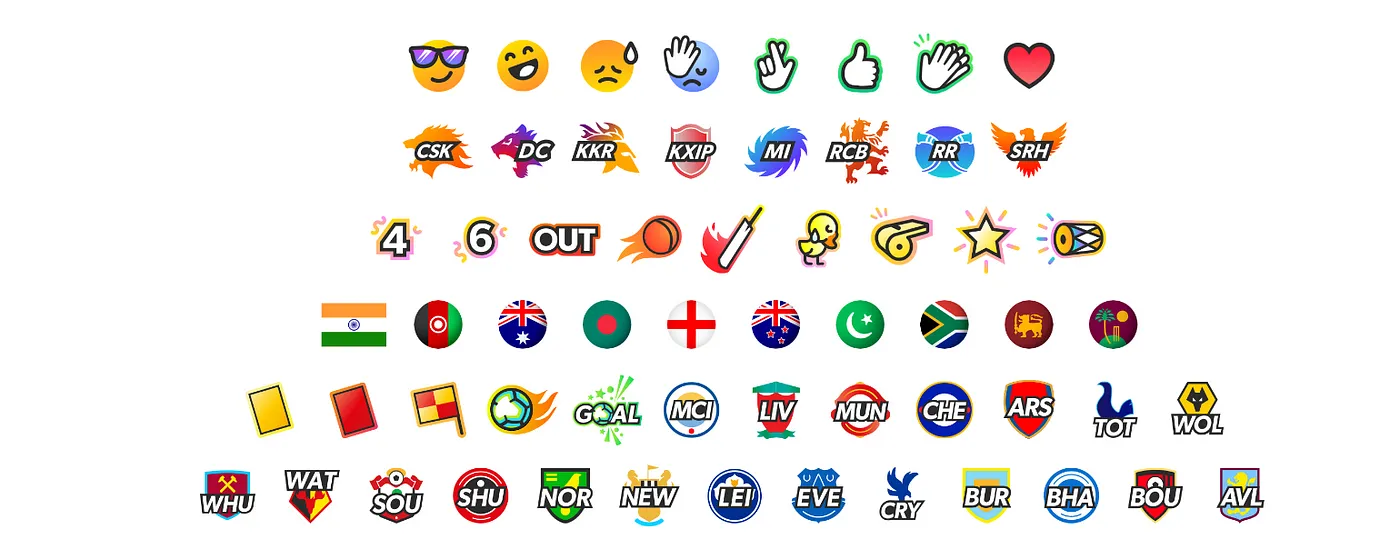 CSK DC KKR KXIP MI RCB RR SRH
4 6 OUT
GOAL MCI LIV MUN CHE ARS TOT WOL
WHU WAT SOU SHU NOR NEW LEI EVE CRY BUR BHA BOU AVL